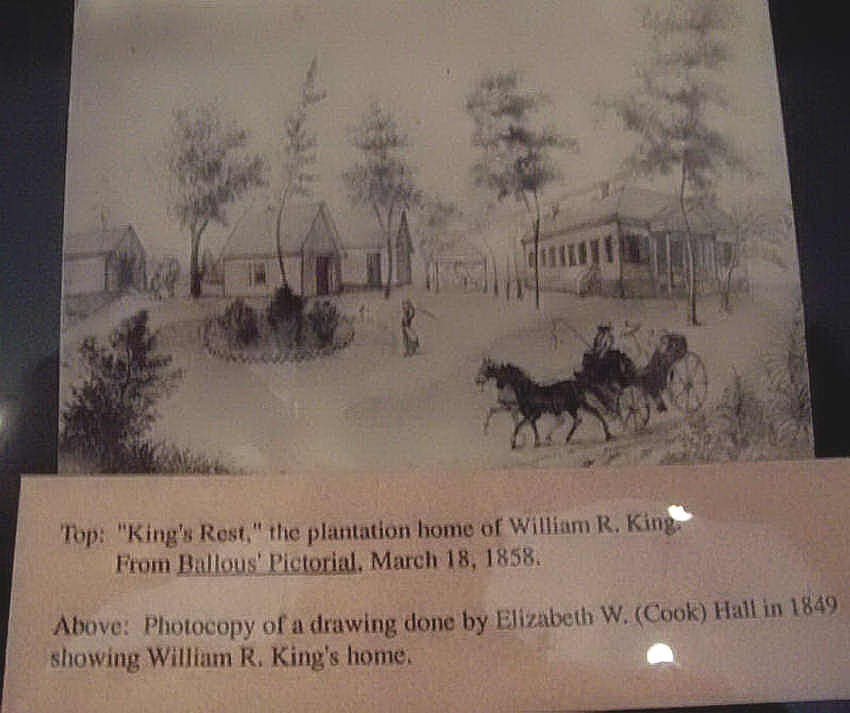 Top: "King's Rest," the plantation home of William R. King.
From Ballous' Pictorial, March 18, 1858.
Above: Photocopy of a drawing done by Elizabeth W. (Cook) Hall in 1849
showing William R. King's home.